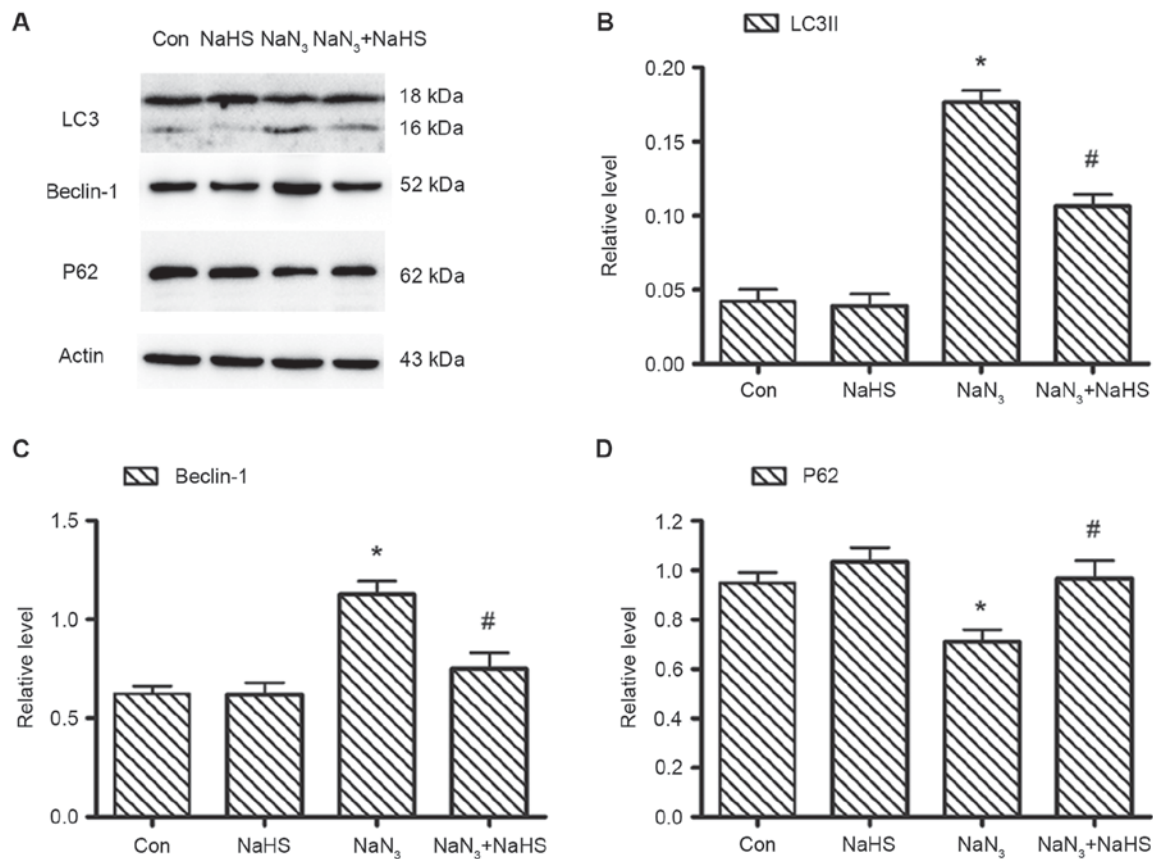 A
Con NaHS NaN₃ NaN₃+NaHS
LC3
18 kDa
16 kDa
Beclin-1
52 kDa
P62
62 kDa
Actin
43 kDa
B
LC3II
Relative level
0.20
0.15
0.10
0.05
0.00
*
#
Con NaHS NaN₃ NaN₃+NaHS
C
Beclin-1
Relative level
1.5
1.0
0.5
0.0
*
#
Con NaHS NaN₃ NaN₃+NaHS
D
P62
Relative level
1.2
1.0
0.8
0.6
0.4
0.2
0.0
*
#
Con NaHS NaN₃ NaN₃+NaHS